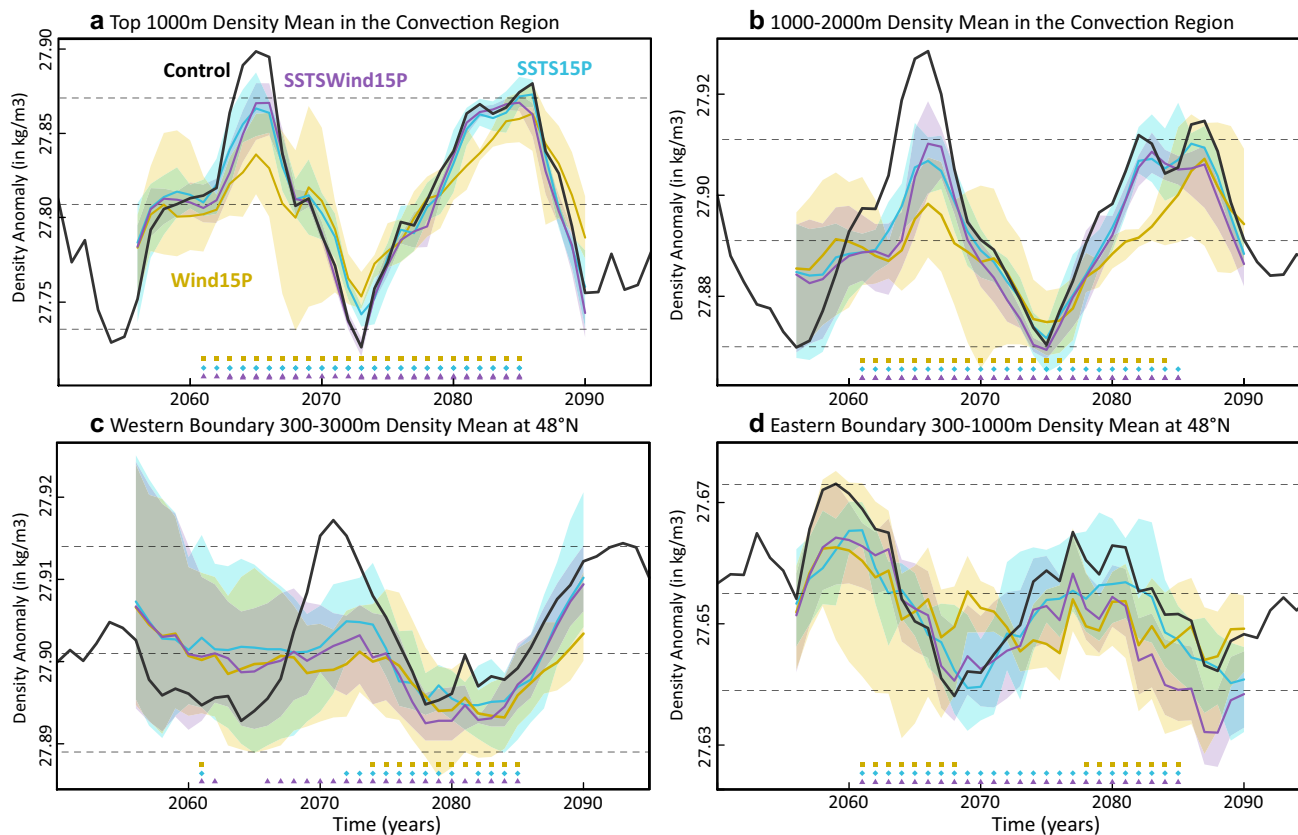 a Top 1000m Density Mean in the Convection Region
Density Anomaly (in kg/m3)
27.90
27.85
27.80
27.75
Control
SSTSWind15P
SSTS15P
Wind15P
2060
2070
2080
2090
b 1000-2000m Density Mean in the Convection Region
Density Anomaly (in kg/m3)
27.92
27.90
27.88
2060
2070
2080
2090
c Western Boundary 300-3000m Density Mean at 48°N
Density Anomaly (in kg/m3)
27.92
27.91
27.90
27.89
2060
2070
2080
2090
Time (years)
d Eastern Boundary 300-1000m Density Mean at 48°N
Density Anomaly (in kg/m3)
27.67
27.65
27.63
2060
2070
2080
2090
Time (years)